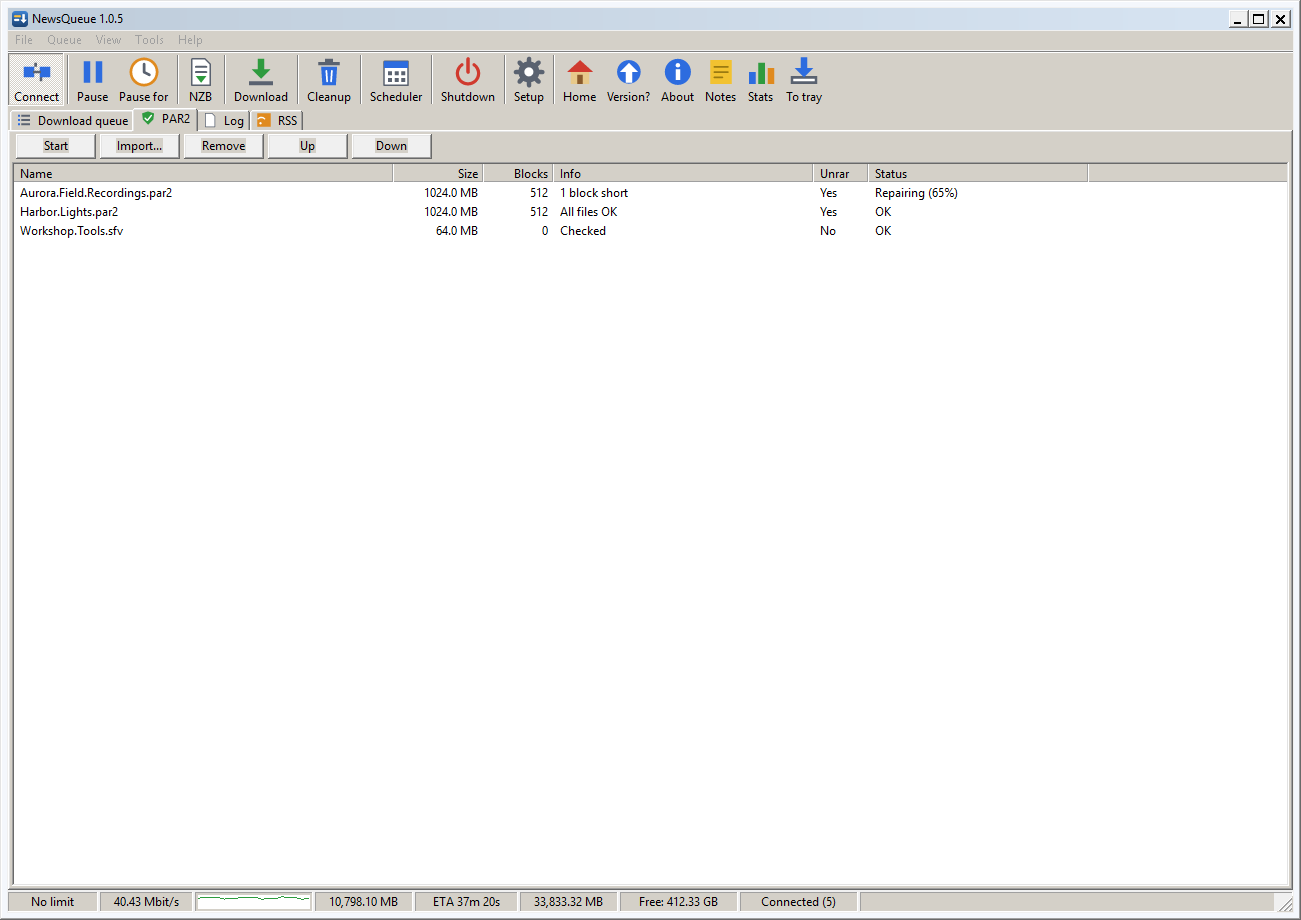 NewsQueue 1.0.5
File Queue View Tools Help
Connect Pause Pause for NZB Download Cleanup Scheduler Shutdown Setup Home Version? About Notes Stats To tray
Download queue PAR2 Log RSS
Start Import... Remove Up Down
Name Size Blocks Info Unrar Status
Aurora.Field.Recordings.par2 1024.0 MB 512 1 block short Yes Repairing (65%)
Harbor.Lights.par2 1024.0 MB 512 All files OK Yes OK
Workshop.Tools.sfv 64.0 MB 0 Checked No OK
No limit 40.43 Mbit/s 10,798.10 MB ETA 37m 20s 33,833.32 MB Free: 412.33 GB Connected (5)